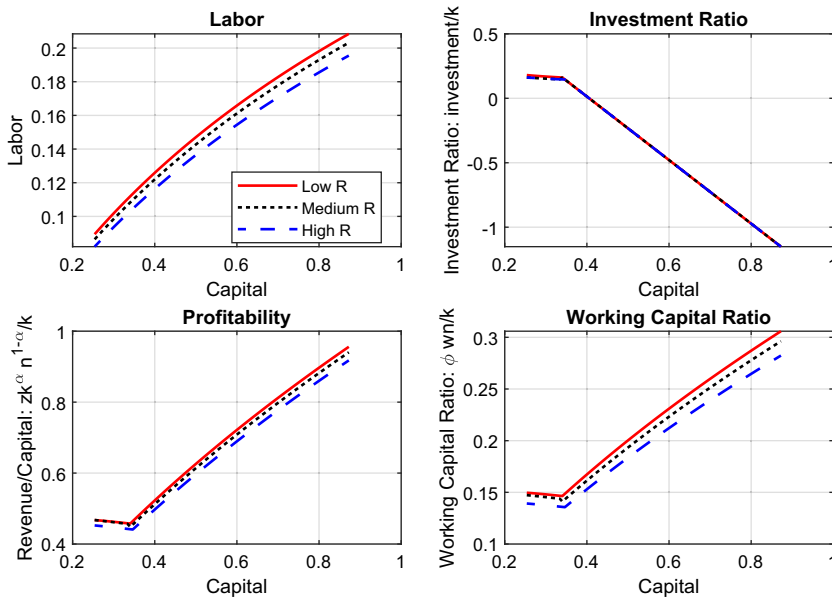 Labor
Labor
0.2
0.18
0.16
0.14
0.12
0.1
0.2
0.4
0.6
0.8
1
Capital
Low R
Medium R
High R
Investment Ratio
Investment Ratio: investment/k
0
-0.5
-1
0.2
0.4
0.6
0.8
1
Capital
Profitability
Revenue/Capital: zk^α n^1-α/k
1
0.8
0.6
0.4
0.2
0.4
0.6
0.8
1
Capital
Working Capital Ratio
Working Capital Ratio: ϕ wn/k
0.3
0.25
0.2
0.15
0.1
0.2
0.4
0.6
0.8
1
Capital